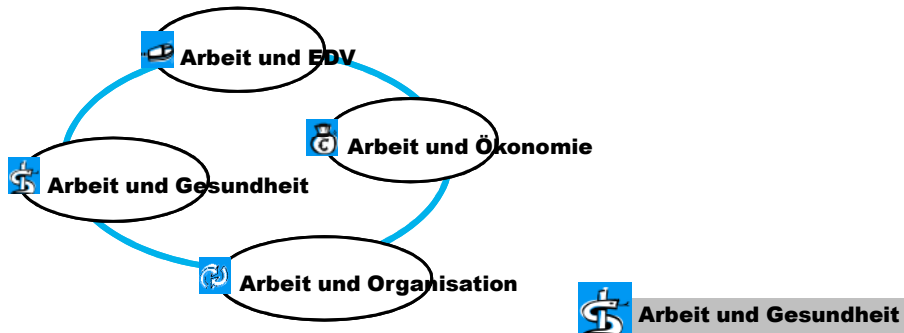 Arbeit und EDV
Arbeit und Ökonomie
Arbeit und Gesundheit
Arbeit und Organisation
Arbeit und Gesundheit